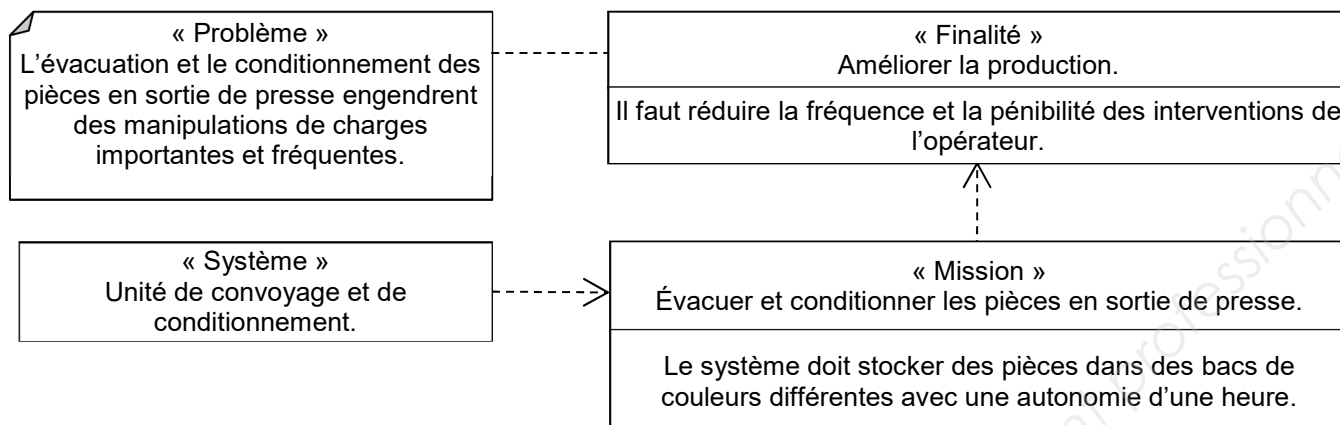 « Problème »
L'évacuation et le conditionnement des
pièces en sortie de presse engendrent
des manipulations de charges
importantes et fréquentes.
« Finalité »
Améliorer la production.
Il faut réduire la fréquence et la pénibilité des interventions de
l'opérateur.
« Système »
Unité de convoyage et de
conditionnement.
« Mission »
Évacuer et conditionner les pièces en sortie de presse.
Le système doit stocker des pièces dans des bacs de
couleurs différentes avec une autonomie d'une heure.